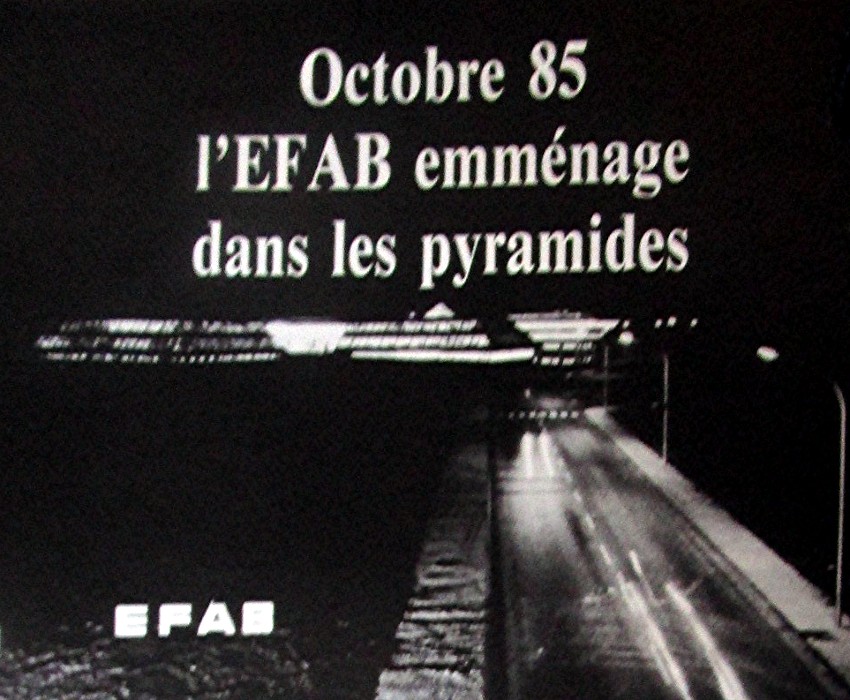 Octobre 85
l'EFAB emménage
dans les pyramides
EFAB